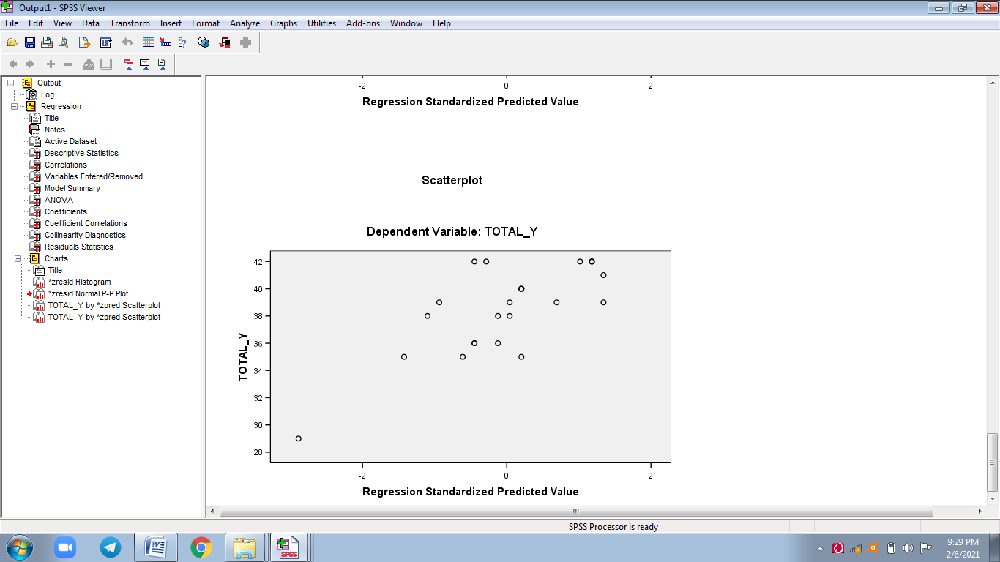 Output1 - SPSS Viewer
File Edit View Data Transform Insert Format Analyze Graphs Utilities Add-ons Window Help
Output
Log
Regression
Title
Notes
Active Dataset
Descriptive Statistics
Correlations
Variables Entered/Removed
Model Summary
ANOVA
Coefficients
Coefficient Correlations
Collinearity Diagnostics
Residuals Statistics
Charts
Title
*zresid Histogram
*zresid Normal P-P Plot
TOTAL_Y by *zpred Scatterplot
TOTAL_Y by *zpred Scatterplot
-2 0 2
Regression Standardized Predicted Value
Scatterplot
Dependent Variable: TOTAL_Y
TOTAL_Y
42
40
38
36
34
32
30
28
-2 0 2
Regression Standardized Predicted Value
SPSS Processor is ready
SPSS
9:29 PM
2/6/2021